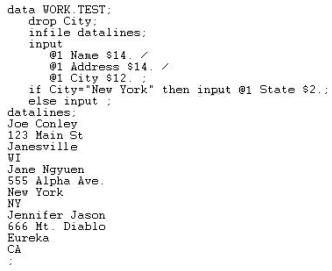 data WORK.TEST;
drop City;
infile datalines;
input
@1 Name $14. /
@1 Address $14. /
@1 City $12. ;
if City="New York" then input @1 State $2.;
else input ;
datalines;
Joe Conley
123 Main St
Janesville
WI
Jane Ngyuen
555 Alpha Ave.
New York
NY
Jennifer Jason
666 Mt. Diablo
Eureka
CA
;